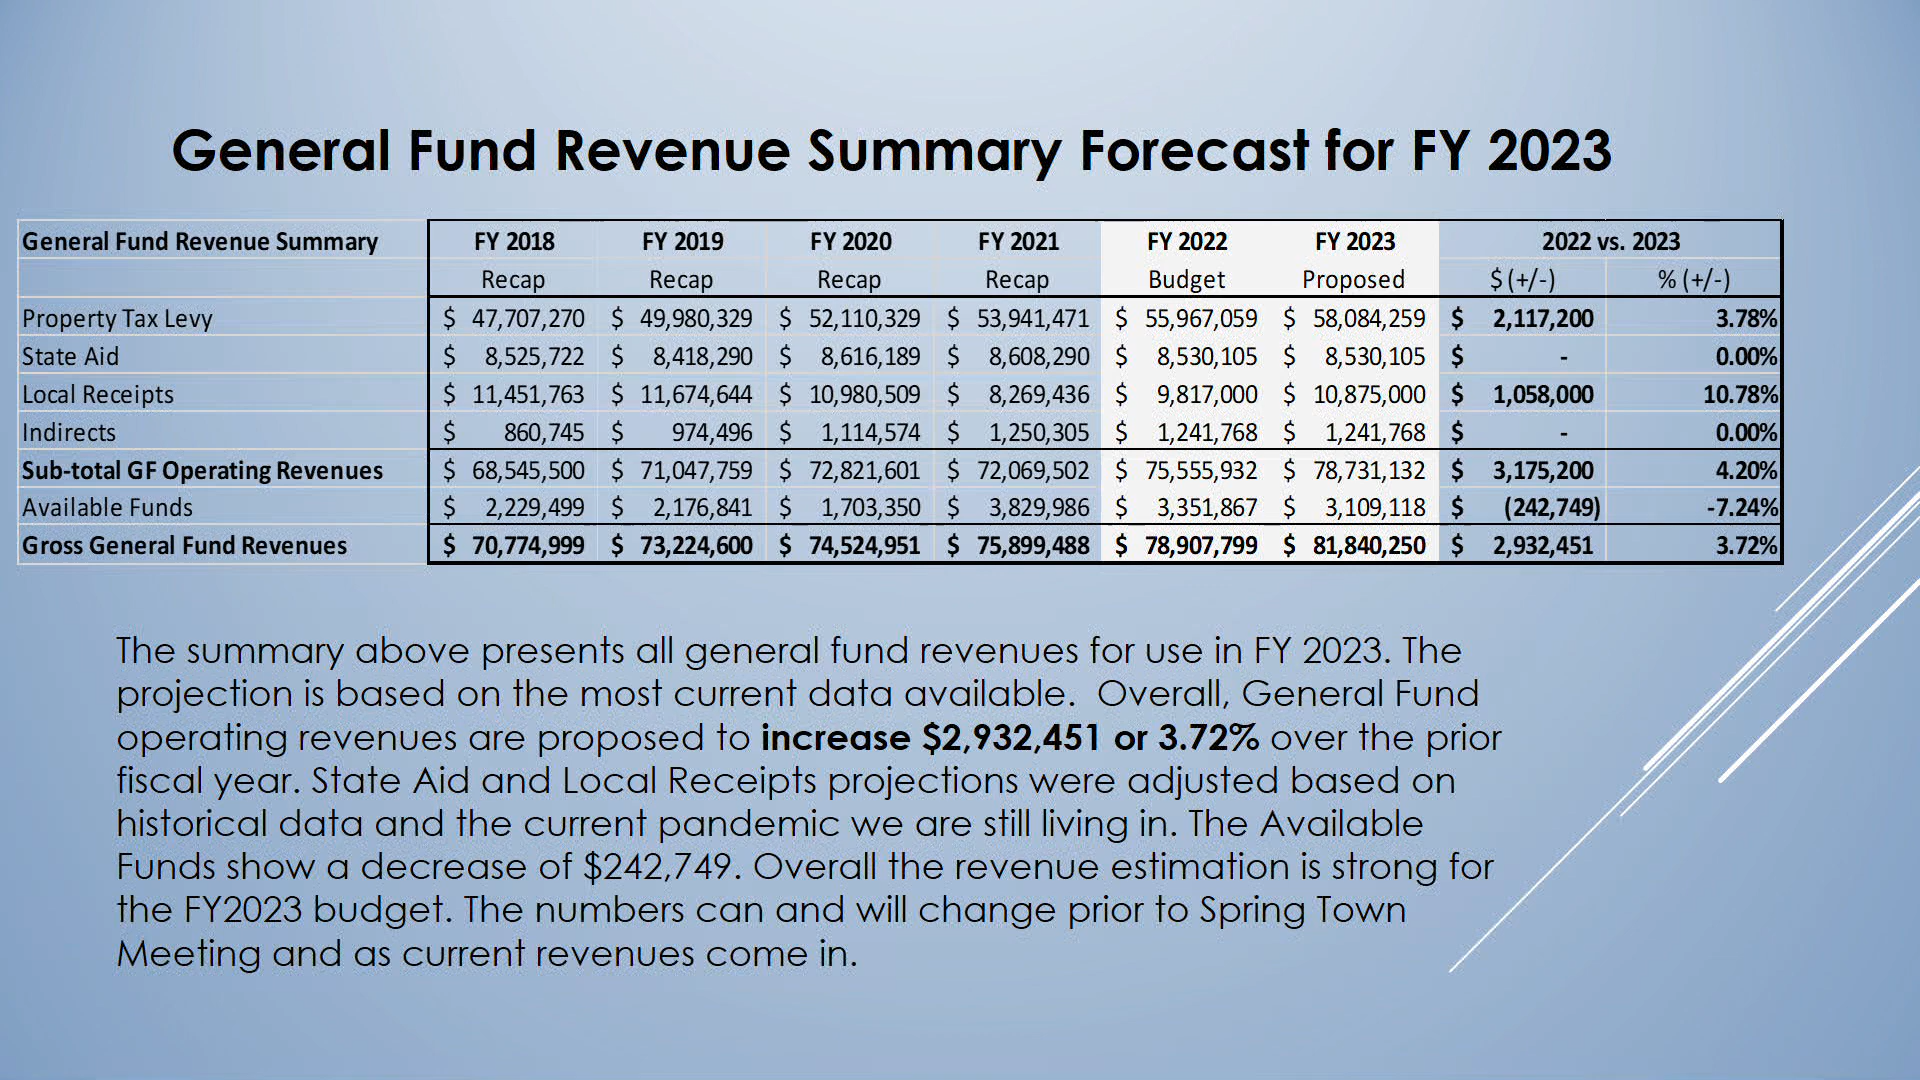 General Fund Revenue Summary Forecast for FY 2023
General Fund Revenue Summary FY 2018 FY 2019 FY 2020 FY 2021 FY 2022 FY 2023 2022 vs. 2023
Recap Recap Recap Recap Budget Proposed $ (+/-) % (+/-)
Property Tax Levy $ 47,707,270 $ 49,980,329 $ 52,110,329 $ 53,941,471 $ 55,967,059 $ 58,084,259 $ 2,117,200 3.78%
State Aid $ 8,525,722 $ 8,418,290 $ 8,616,189 $ 8,608,290 $ 8,530,105 $ 8,530,105 $ - 0.00%
Local Receipts $ 11,451,763 $ 11,674,644 $ 10,980,509 $ 8,269,436 $ 9,817,000 $ 10,875,000 $ 1,058,000 10.78%
Indirects $ 860,745 $ 974,496 $ 1,114,574 $ 1,250,305 $ 1,241,768 $ 1,241,768 $ - 0.00%
Sub-total GF Operating Revenues $ 68,545,500 $ 71,047,759 $ 72,821,601 $ 72,069,502 $ 75,555,932 $ 78,731,132 $ 3,175,200 4.20%
Available Funds $ 2,229,499 $ 2,176,841 $ 1,703,350 $ 3,829,986 $ 3,351,867 $ 3,109,118 $ (242,749) -7.24%
Gross General Fund Revenues $ 70,774,999 $ 73,224,600 $ 74,524,951 $ 75,899,488 $ 78,907,799 $ 81,840,250 $ 2,932,451 3.72%
The summary above presents all general fund revenues for use in FY 2023. The
projection is based on the most current data available. Overall, General Fund
operating revenues are proposed to increase $2,932,451 or 3.72% over the prior
fiscal year. State Aid and Local Receipts projections were adjusted based on
historical data and the current pandemic we are still living in. The Available
Funds show a decrease of $242,749. Overall the revenue estimation is strong for
the FY2023 budget. The numbers can and will change prior to Spring Town
Meeting and as current revenues come in.